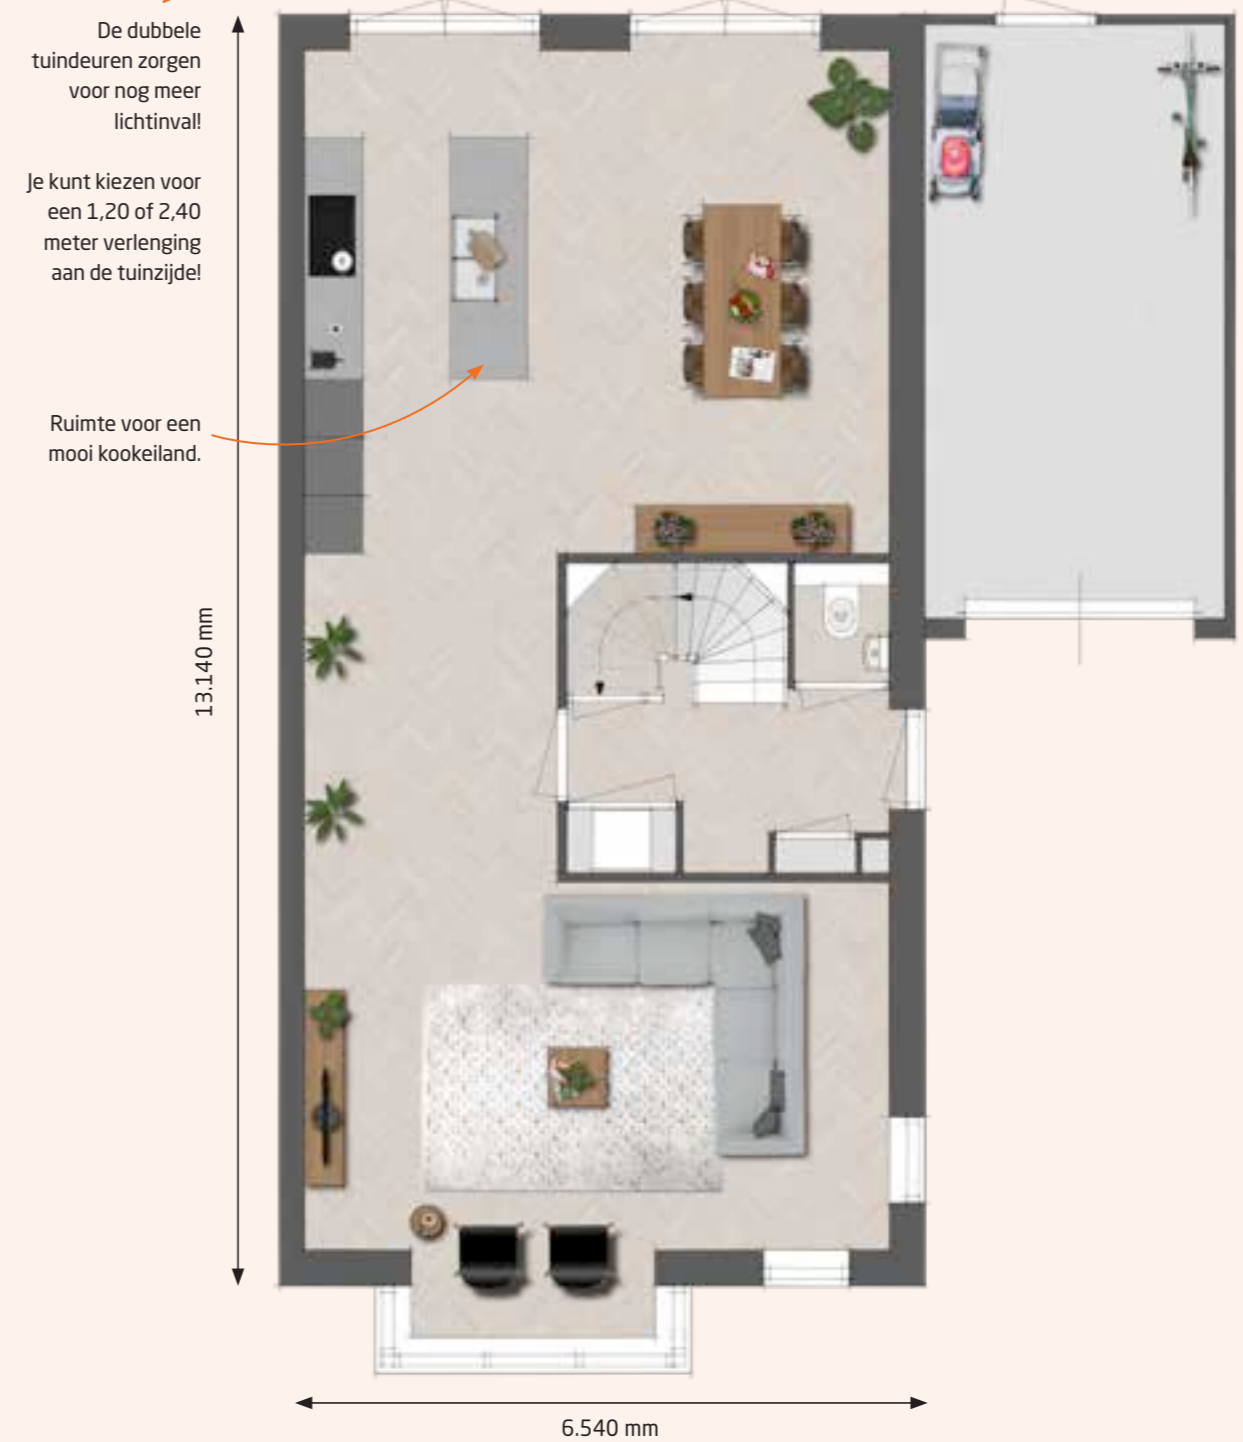 De dubbele
tuindeuren zorgen
voor nog meer
lichtinval!
Je kunt kiezen voor
een 1,20 of 2,40
meter verlenging
aan de tuinzijde!
Ruimte voor een
mooi kookeiland.
13.140 mm
6.540 mm